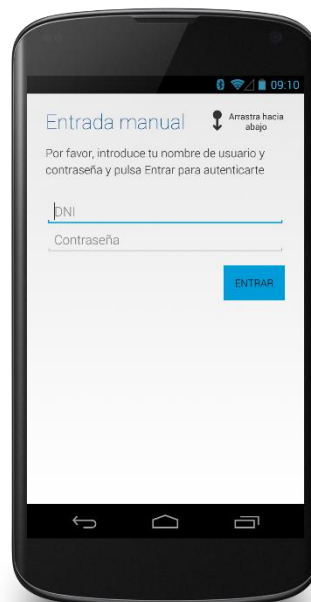 09:10
Entrada manual
Arrastra hacia
abajo
Por favor, introduce tu nombre de usuario y
contraseña y pulsa Entrar para autenticarte
DNI
Contraseña
ENTRAR